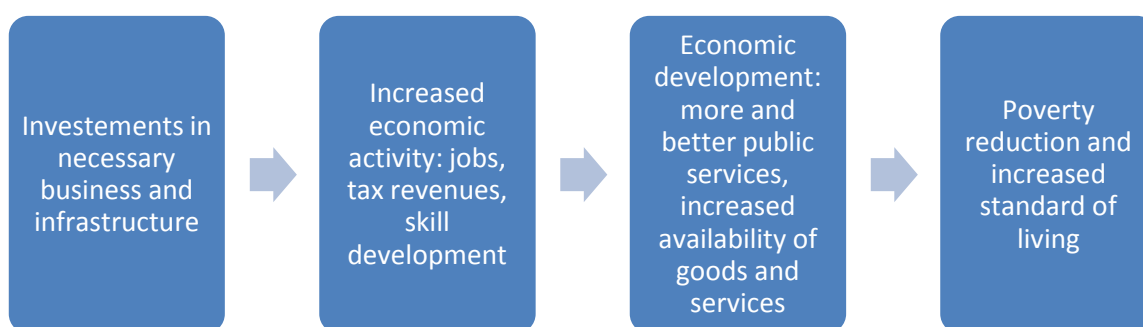 Investements in
necessary
business and
infrastructure
Increased
economic
activity: jobs,
tax revenues,
skill
development
Economic
development:
more and
better public
services,
increased
availability of
goods and
services
Poverty
reduction and
increased
standard of
living